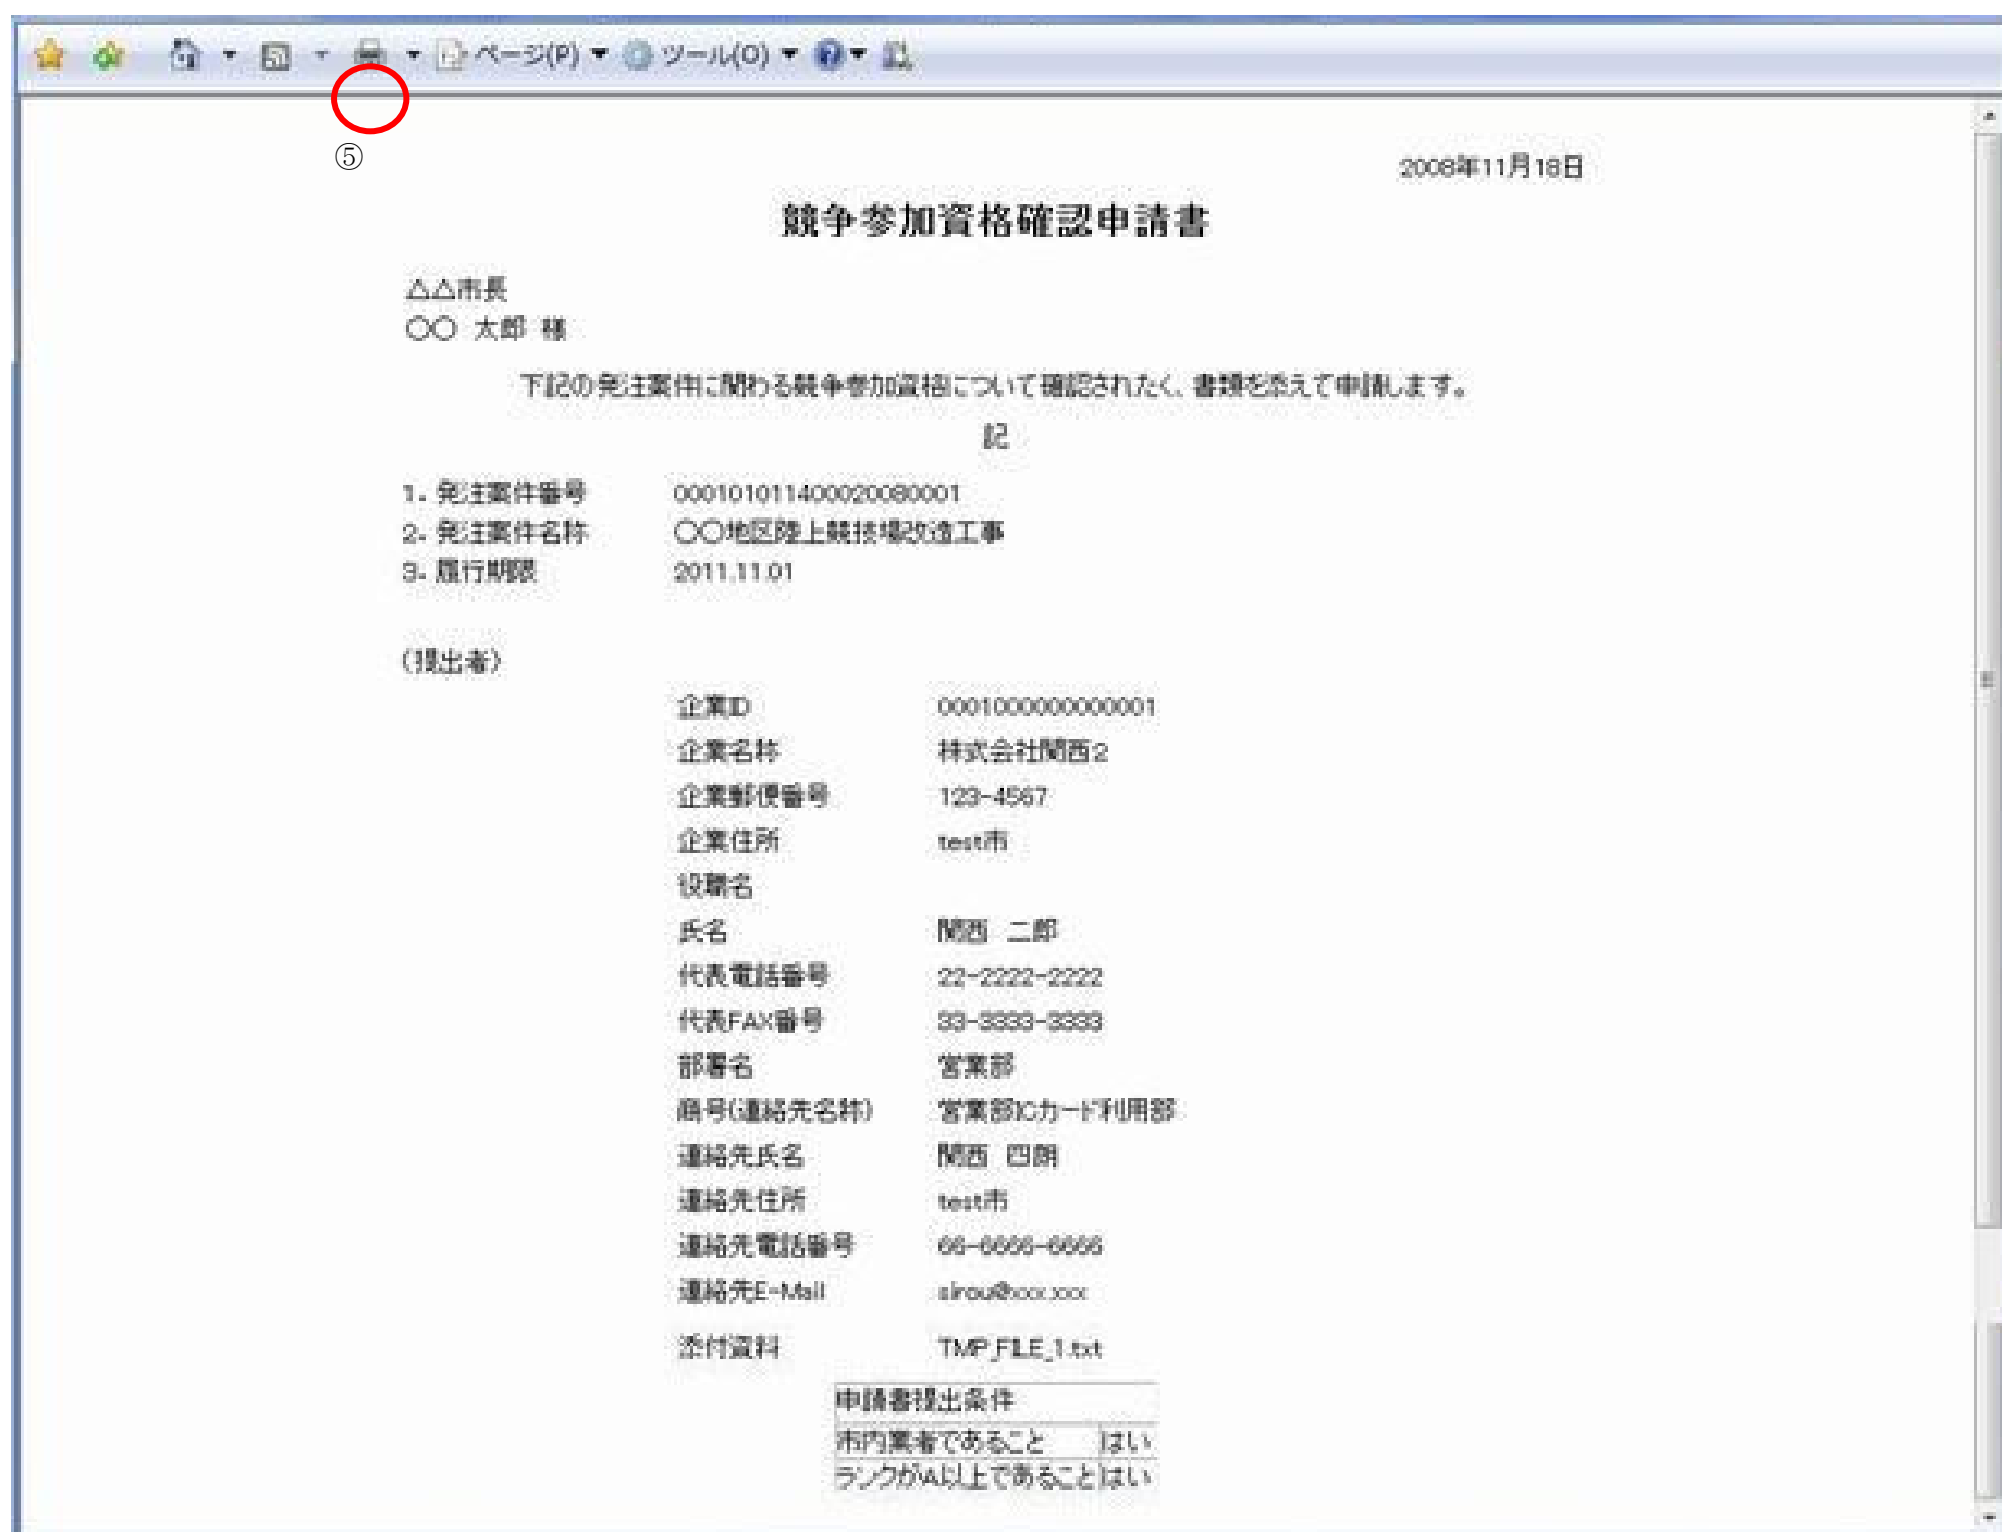 ページ(P) ツール(O)
⑤
2008年11月18日
競争参加資格確認申請書
△△市長
〇〇 太郎 様
下記の発注案件に関わる競争参加資格について確認されたく、書類を添えて申請します。
記
1. 発注案件番号 000101011400020080001
2. 発注案件名称 〇〇地区陸上競技場改造工事
3. 履行期限 2011.11.01
(提出者)
企業ID 0001000000000001
企業名称 株式会社関西2
企業郵便番号 123-4567
企業住所 test市
役職名
氏名 関西 二郎
代表電話番号 22-2222-2222
代表FAX番号 33-3333-3333
部署名 営業部
商号(連絡先名称) 営業部ICカード利用部
連絡先氏名 関西 四朗
連絡先住所 test市
連絡先電話番号 66-6666-6666
連絡先E-Mail sirou@xxx.xxx
添付資料 TMP_FILE_1.txt
申請書提出条件
市内業者であること はい
ランクがA以上であること はい